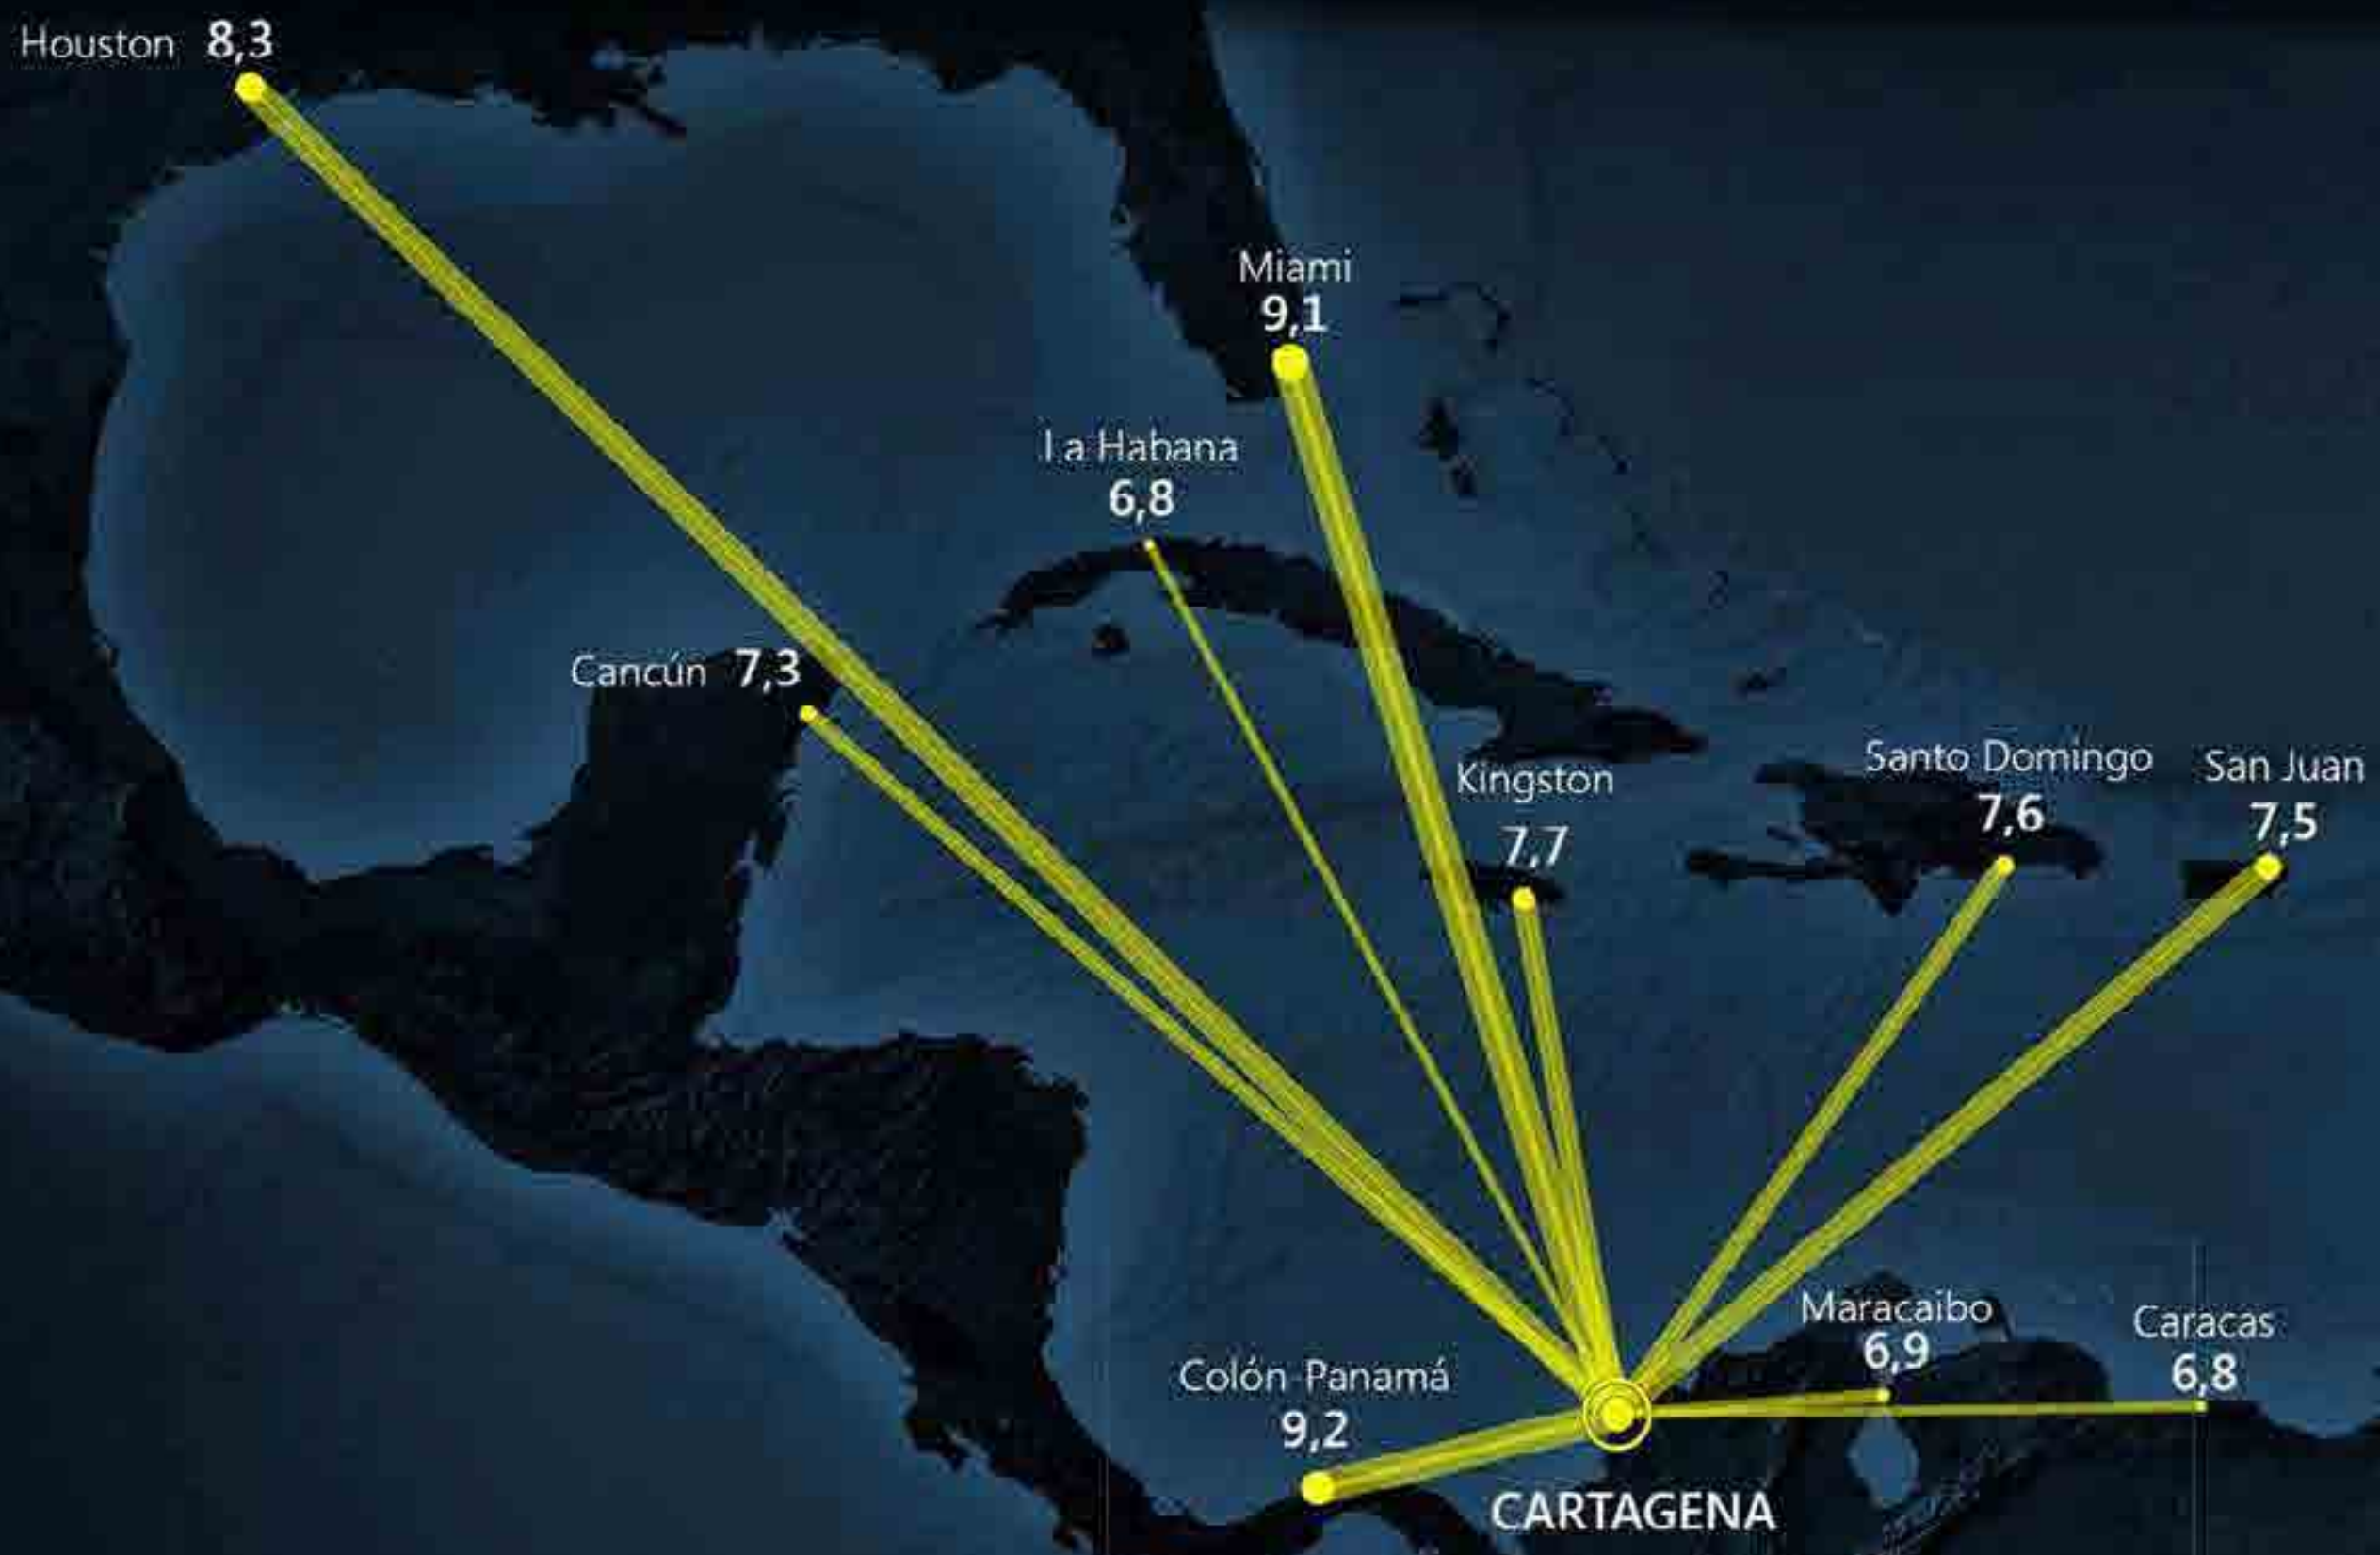 Houston 8,3
Miami
9,1
La Habana
6,8
Cancún 7,3
Kingston
7,7
Santo Domingo
7,6
San Juan
7,5
Maracaibo
6,9
Caracas
6,8
Colón-Panamá
9,2
CARTAGENA